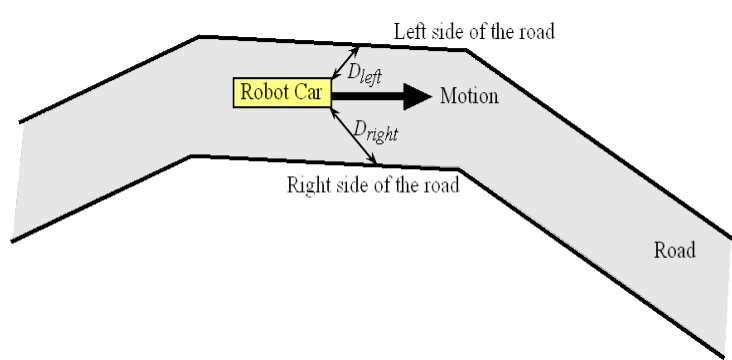 Left side of the road
Dleft
Robot Car
Motion
Dright
Right side of the road
Road